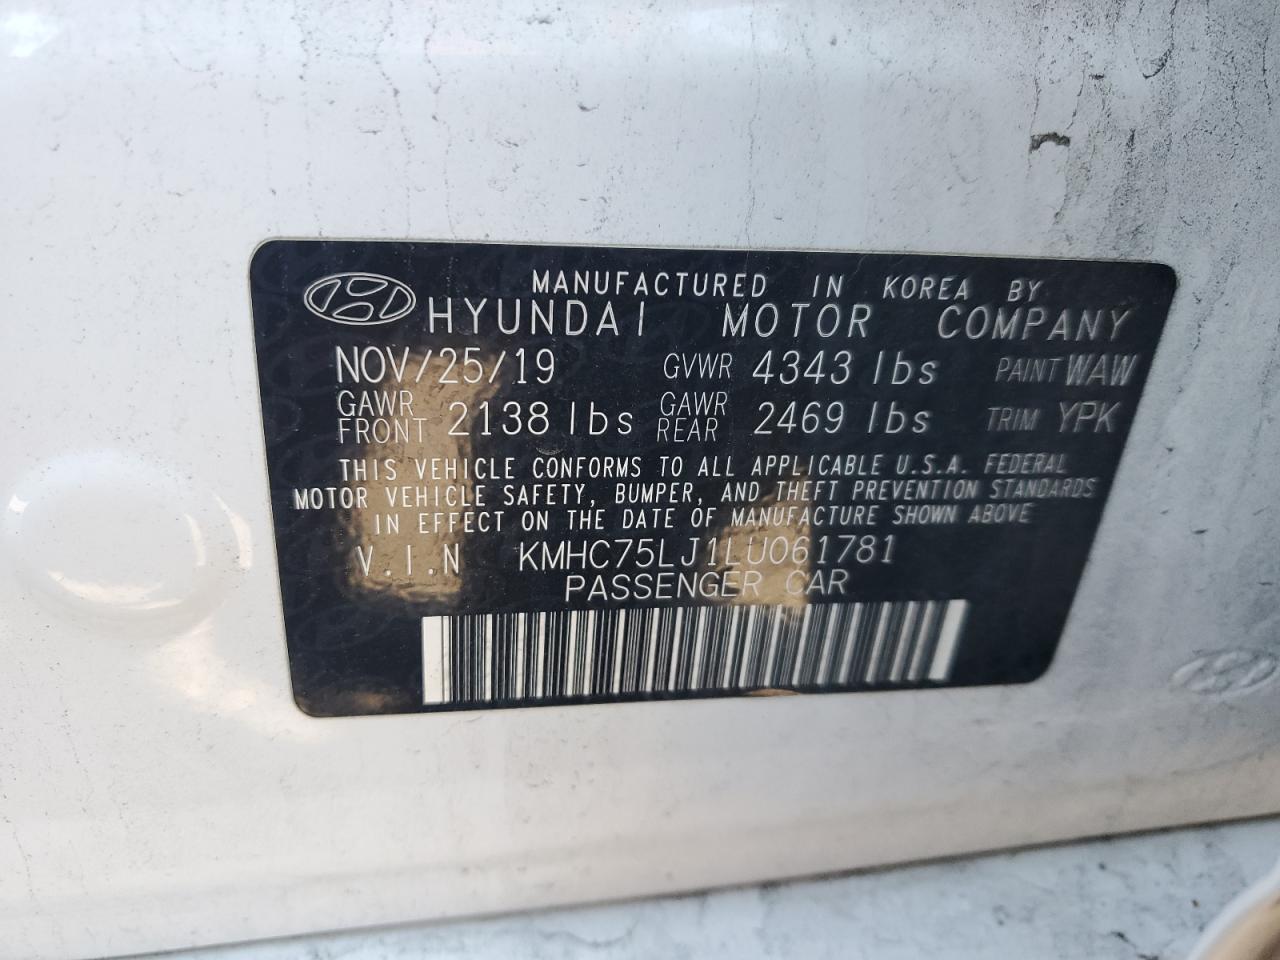 MANUFACTURED IN KOREA BY
HYUNDAI MOTOR COMPANY
NOV/25/19 GVWR 4343 lbs PAINT WAW
GAWR FRONT 2138 lbs GAWR REAR 2469 lbs TRIM YPK
THIS VEHICLE CONFORMS TO ALL APPLICABLE U.S.A. FEDERAL
MOTOR VEHICLE SAFETY, BUMPER, AND THEFT PREVENTION STANDARDS
IN EFFECT ON THE DATE OF MANUFACTURE SHOWN ABOVE
V.I.N KMHC75LJ1LU061781
PASSENGER CAR